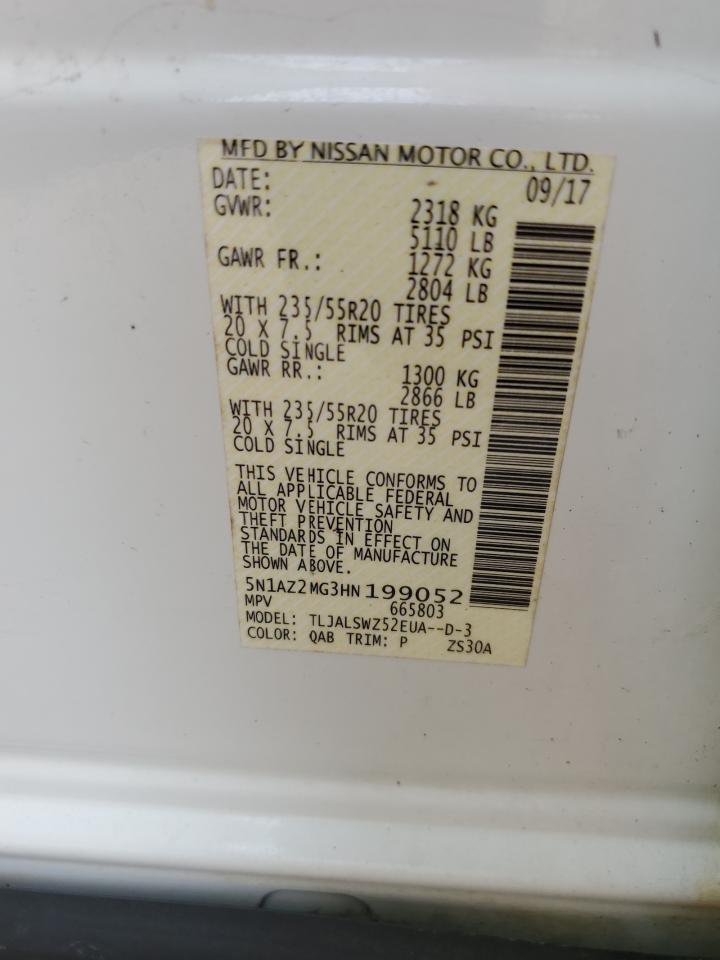 MFD BY NISSAN MOTOR CO., LTD.
DATE: 09/17
GVWR: 2318 KG
5110 LB
GAWR FR.: 1272 KG
2804 LB
WITH 235/55R20 TIRES
20 X 7.5 RIMS AT 35 PSI
COLD SINGLE
GAWR RR.: 1300 KG
2866 LB
WITH 235/55R20 TIRES
20 X 7.5 RIMS AT 35 PSI
COLD SINGLE
THIS VEHICLE CONFORMS TO
ALL APPLICABLE FEDERAL
MOTOR VEHICLE SAFETY AND
THEFT PREVENTION
STANDARDS IN EFFECT ON
THE DATE OF MANUFACTURE
SHOWN ABOVE.
5N1AZ2MG3HN199052
MPV 665803
MODEL: TLJALSWZ52EUA--D-3
COLOR: QAB TRIM: P ZS30A